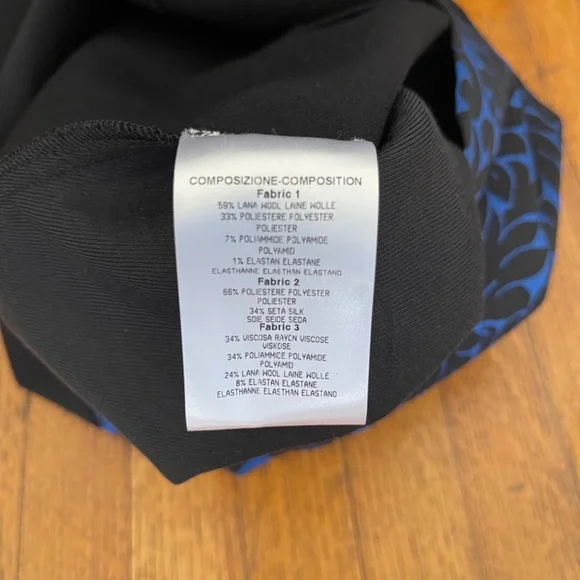 COMPOSIZIONE-COMPOSITION
Fabric 1
59% LANA WOOL LAINE WOLLE
33% POLIESTERE POLYESTER
POLIESTER
7% POLIAMMIDE POLYAMIDE
POLYAMID
1% ELASTAN ELASTANE
ELASTHANNE ELASTHAN ELASTANE
Fabric 2
66% POLIESTERE POLYESTER
POLIESTER
34% SETA SILK
SOIE SEIDE SEDA
Fabric 3
34% VISCOSA RAYON VISCOSE
VISKOSE
34% POLIAMMIDE POLYAMIDE
POLYAMID
24% LANA WOOL LAINE WOLLE
8% ELASTAN ELASTANE
ELASTHANNE ELASTHAN ELASTANO